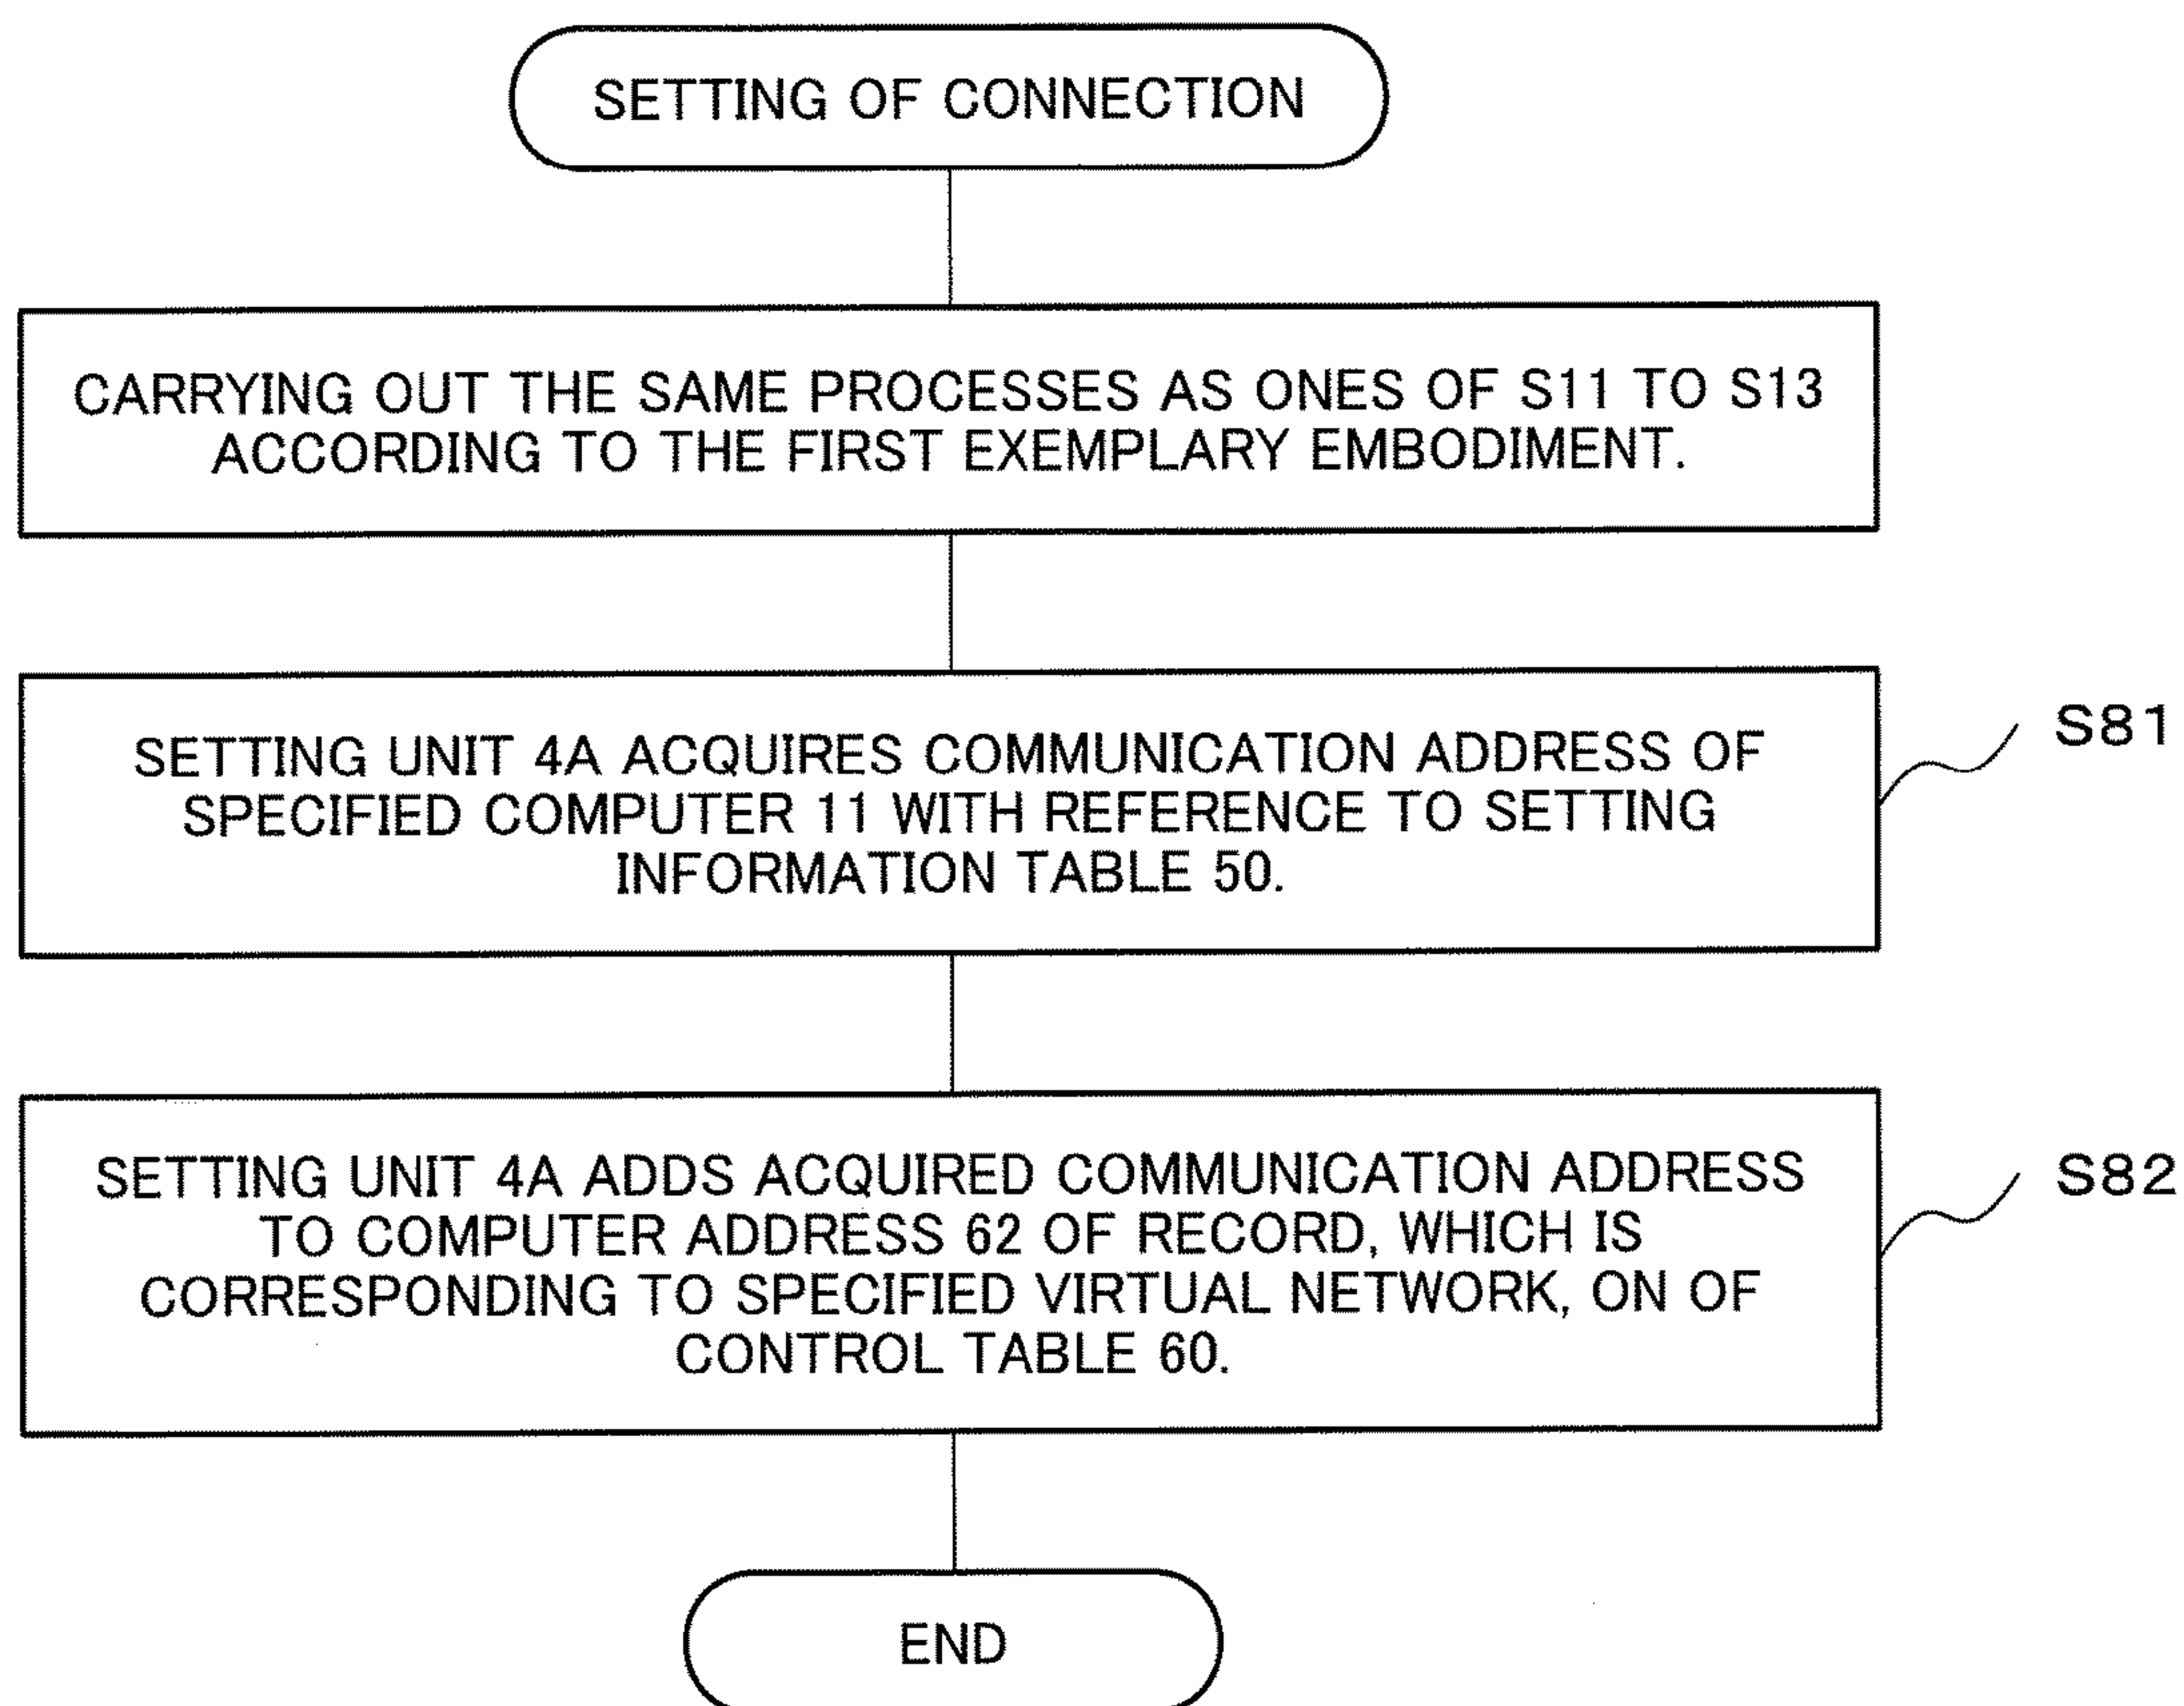 SETTING OF CONNECTION
CARRYING OUT THE SAME PROCESSES AS ONES OF S11 TO S13
ACCORDING TO THE FIRST EXEMPLARY EMBODIMENT.
SETTING UNIT 4A ACQUIRES COMMUNICATION ADDRESS OF
SPECIFIED COMPUTER 11 WITH REFERENCE TO SETTING
INFORMATION TABLE 50.
S81
SETTING UNIT 4A ADDS ACQUIRED COMMUNICATION ADDRESS
TO COMPUTER ADDRESS 62 OF RECORD, WHICH IS
CORRESPONDING TO SPECIFIED VIRTUAL NETWORK, ON OF
CONTROL TABLE 60.
S82
END